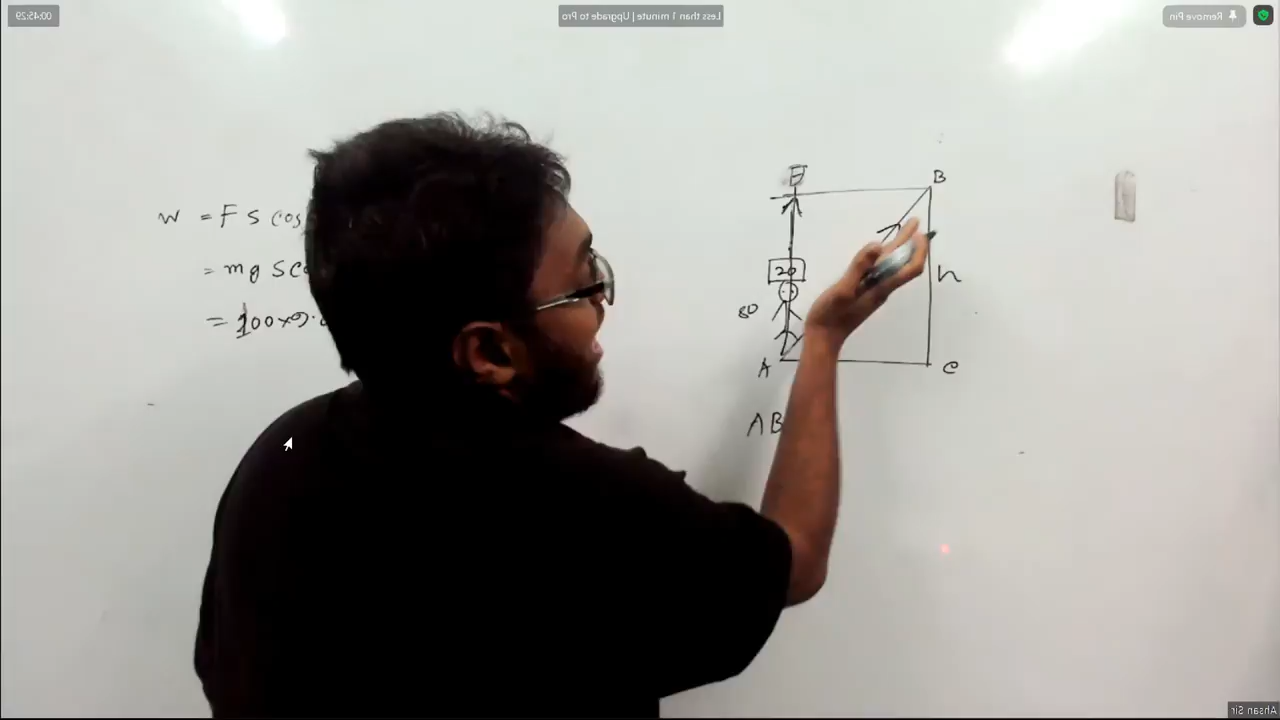 00:45:29
Less than 1 minute | Upgrade to Pro
Remove Pin
W = F S cos
= mg S
= 100×9.
E
B
20
80
h
A
C
AB
Ahsan Sir